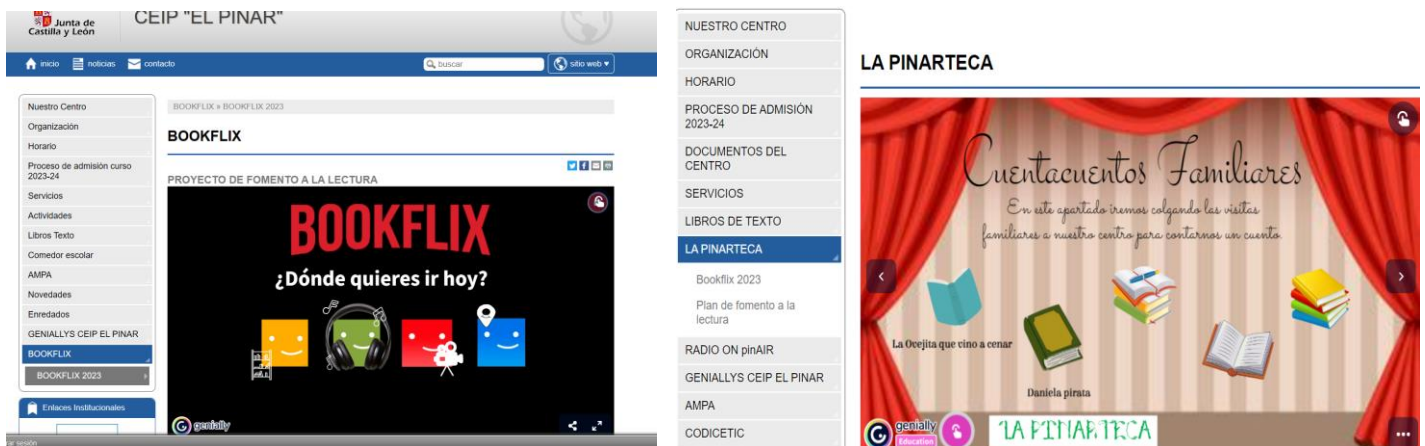 Junta de
Castilla y León
CEIP "EL PINAR"
inicio
noticias
contacto
buscar
sitio web
Nuestro Centro
Organización
Horario
Proceso de admisión curso
2023-24
Servicios
Actividades
Libros Texto
Comedor escolar
AMPA
Novedades
Enredados
GENIALLYS CEIP EL PINAR
BOOKFLIX
BOOKFLIX 2023
Enlaces Institucionales
BOOKFLIX » BOOKFLIX 2023
BOOKFLIX
PROYECTO DE FOMENTO A LA LECTURA
BOOKFLIX
¿Dónde quieres ir hoy?
genially
NUESTRO CENTRO
ORGANIZACIÓN
HORARIO
PROCESO DE ADMISIÓN
2023-24
DOCUMENTOS DEL
CENTRO
SERVICIOS
LIBROS DE TEXTO
LA PINARTECA
Bookflix 2023
Plan de fomento a la
lectura
RADIO ON pinAIR
GENIALLYS CEIP EL PINAR
AMPA
CODICETIC
LA PINARTECA
Cuentacuentos Familiares
En este apartado iremos colgando las visitas
familiares a nuestro centro para contarnos un cuento.
La Ocejita que vino a cenar
Daniela pirata
genially
Education
LA PINARTECA